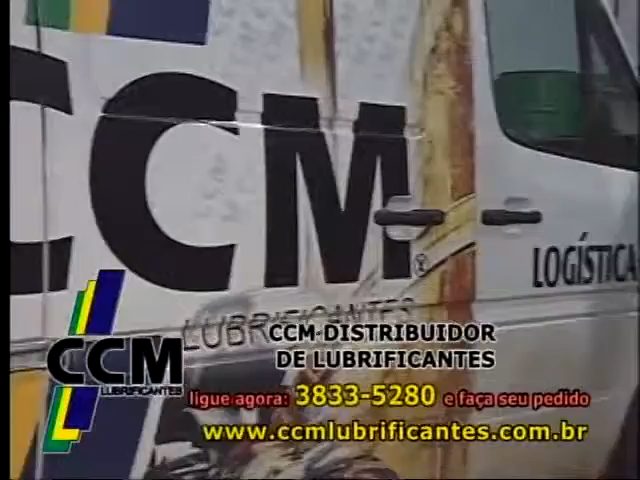 CCM
LOGÍSTICA
LUBRIFICANTES
CCM DISTRIBUIDOR
DE LUBRIFICANTES
CCM
LUBRIFICANTES
ligue agora: 3833-5280 e faça seu pedido
www.ccmlubrificantes.com.br